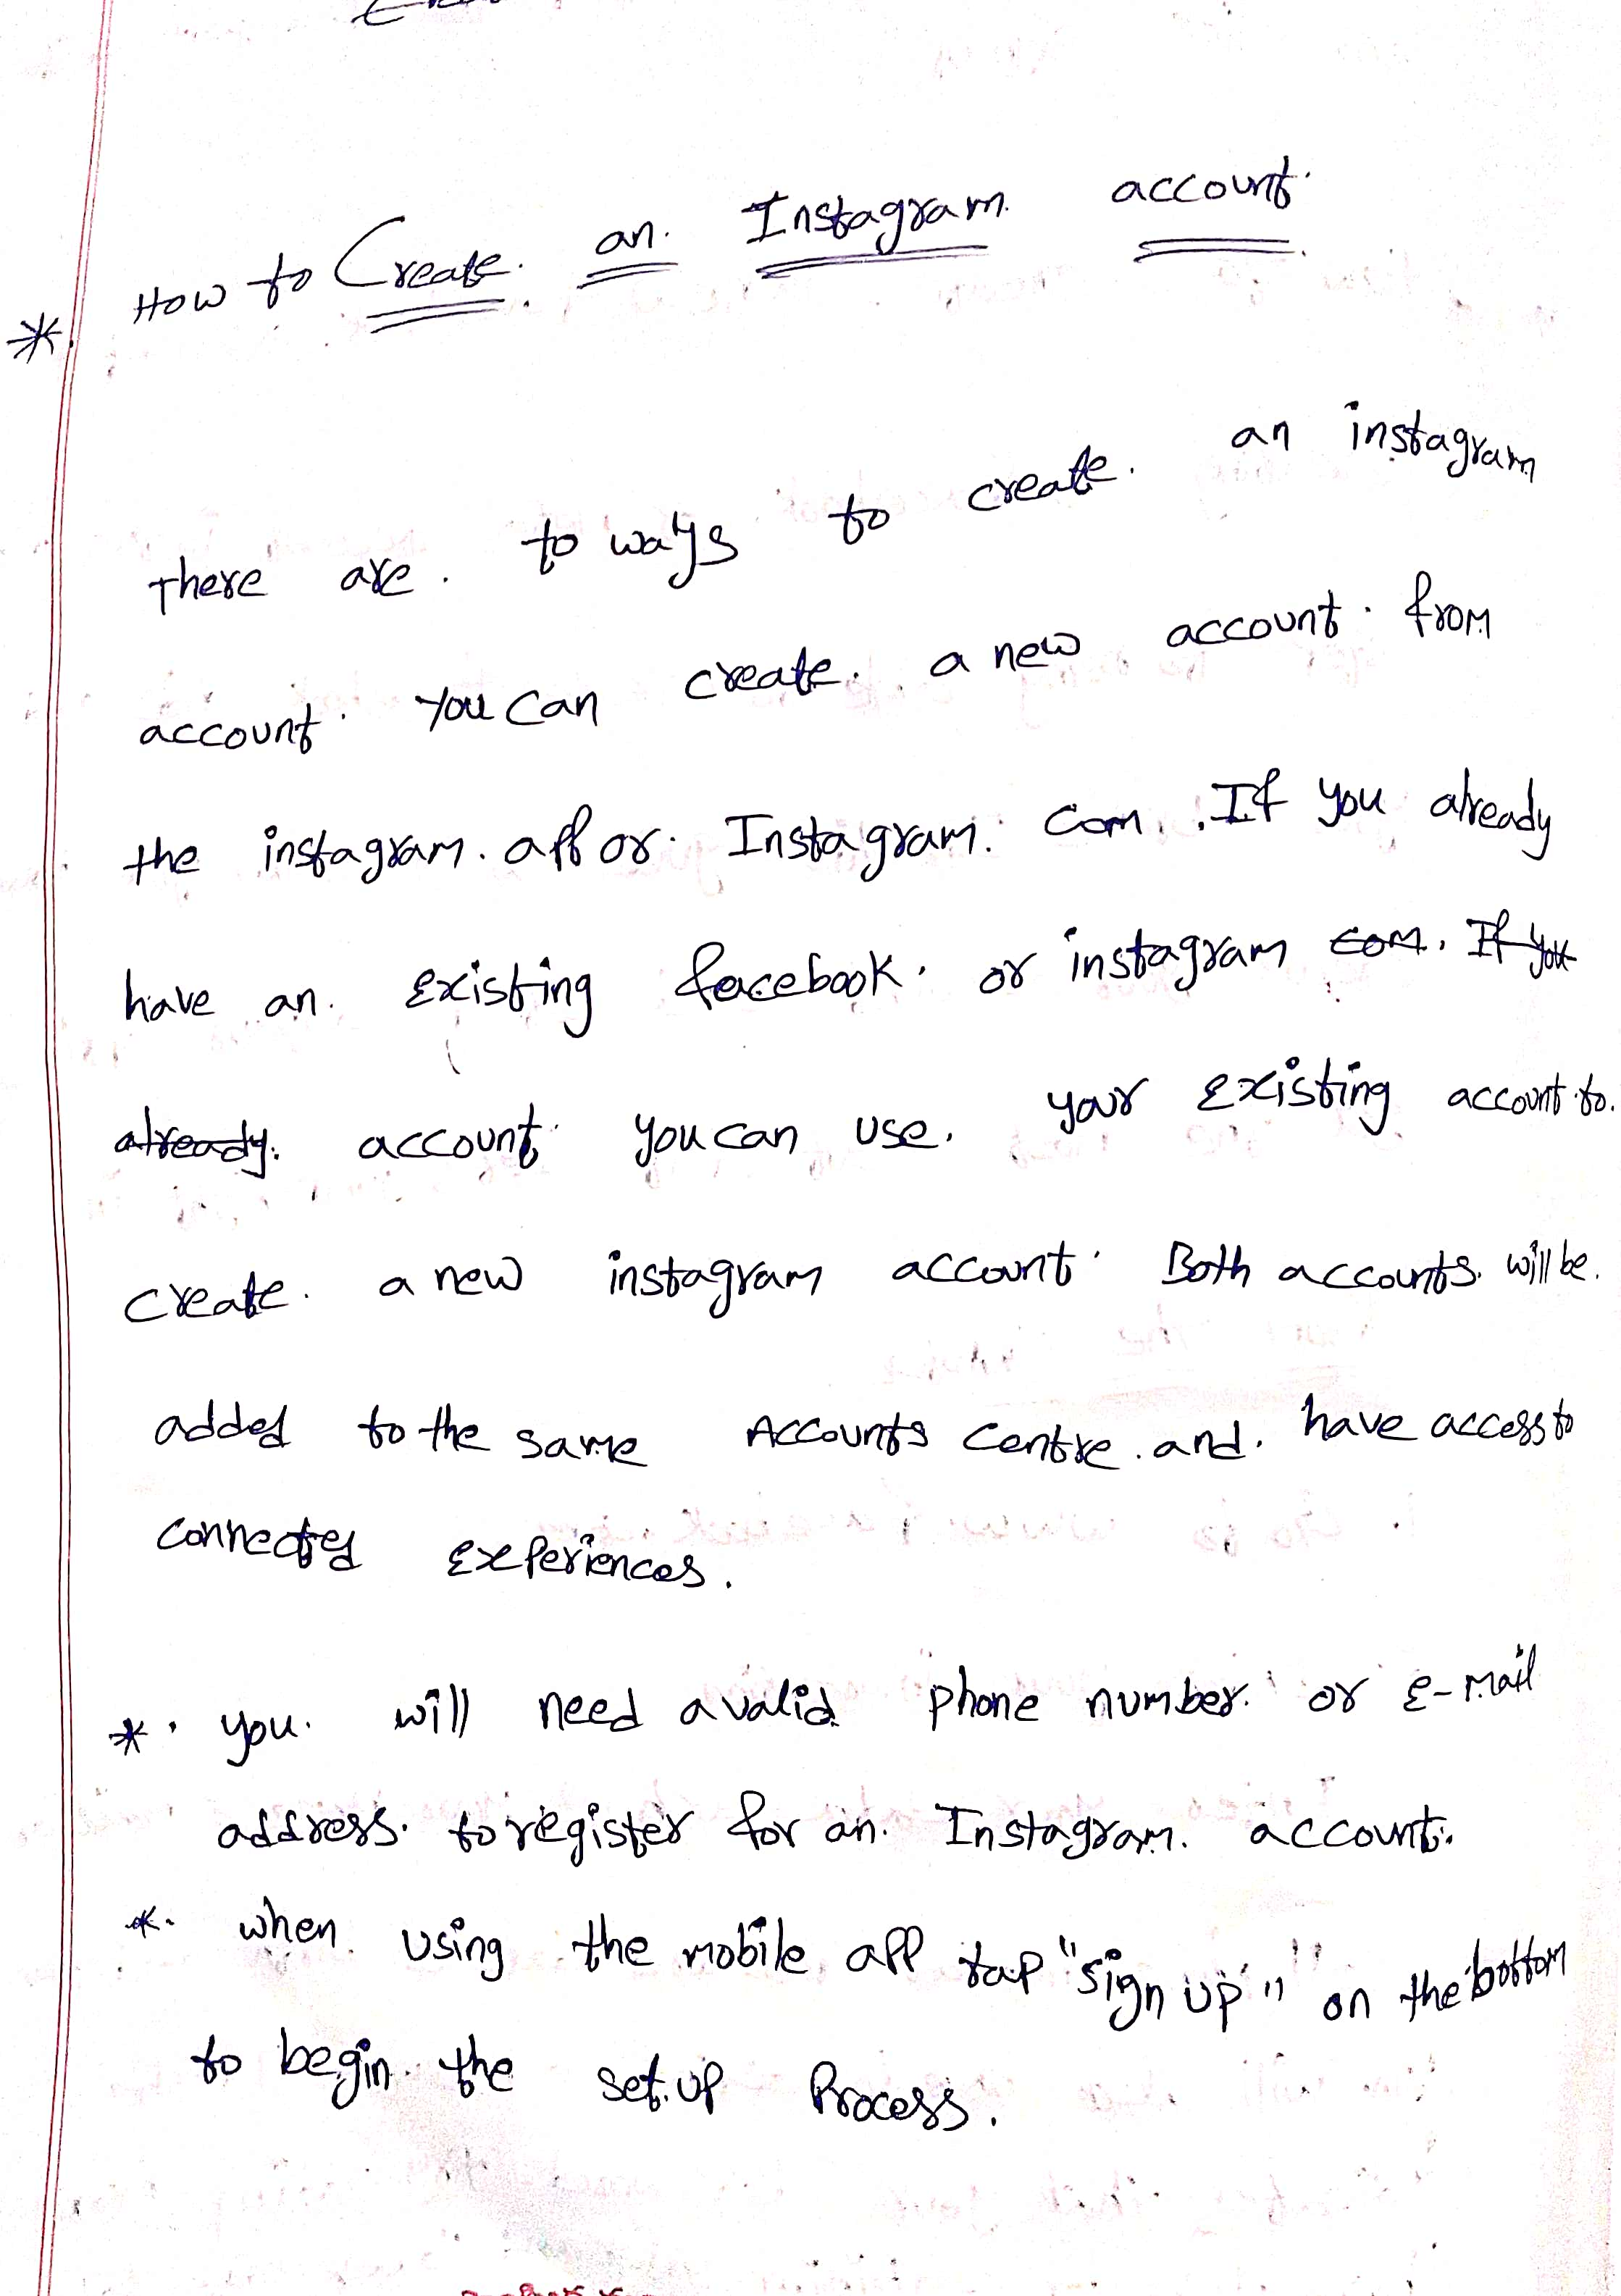 * How to Create. an. Instagram. account.
There are. to ways to create. an instagram
account. You can create. a new account. from
the instagram. app or. Instagram. com. If you already
have an. existing facebook. or instagram ~~com. If you~~
~~already.~~ account. you can use. your existing account to.
create. a new instagram account. Both accounts. will be.
added to the same Accounts Centre. and. have access to
connected experiences.
*. you. will need a valid phone number. or e-mail
address. to register for an. Instagram. account.
*. when. using the mobile app tap "sign up" on the bottom
to begin. the set.up Process.